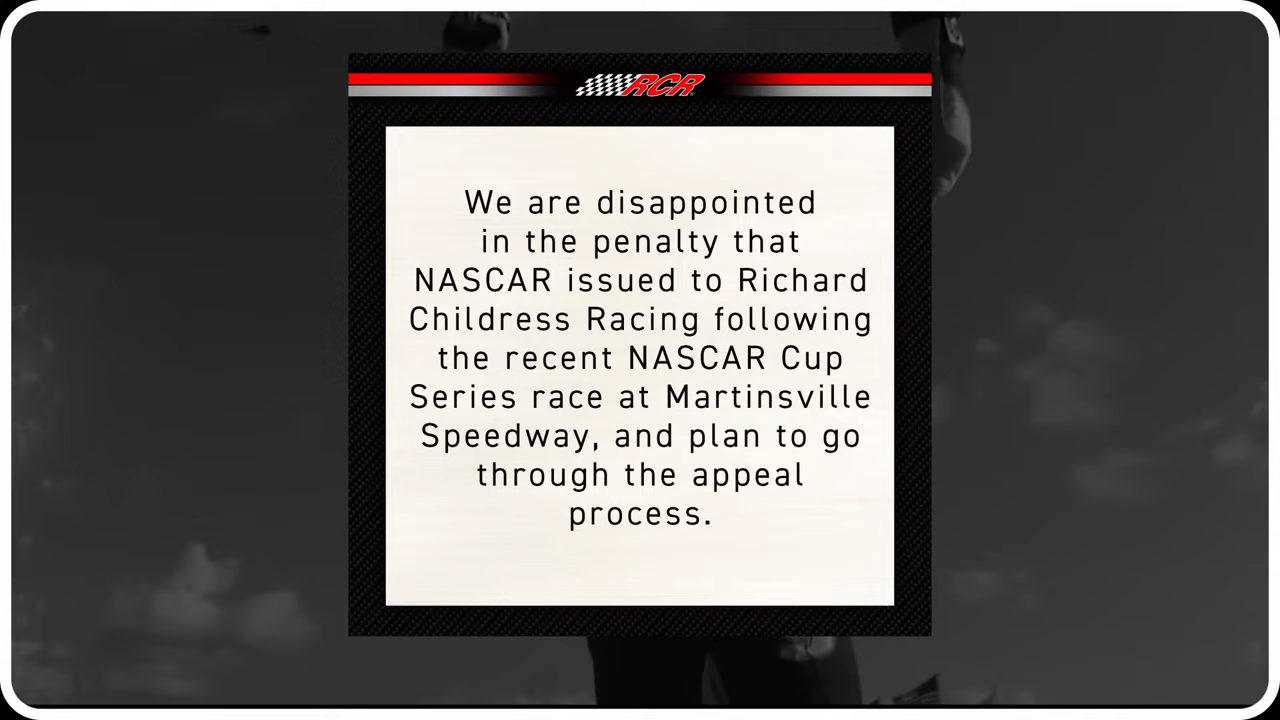 RCR
We are disappointed
in the penalty that
NASCAR issued to Richard
Childress Racing following
the recent NASCAR Cup
Series race at Martinsville
Speedway, and plan to go
through the appeal
process.